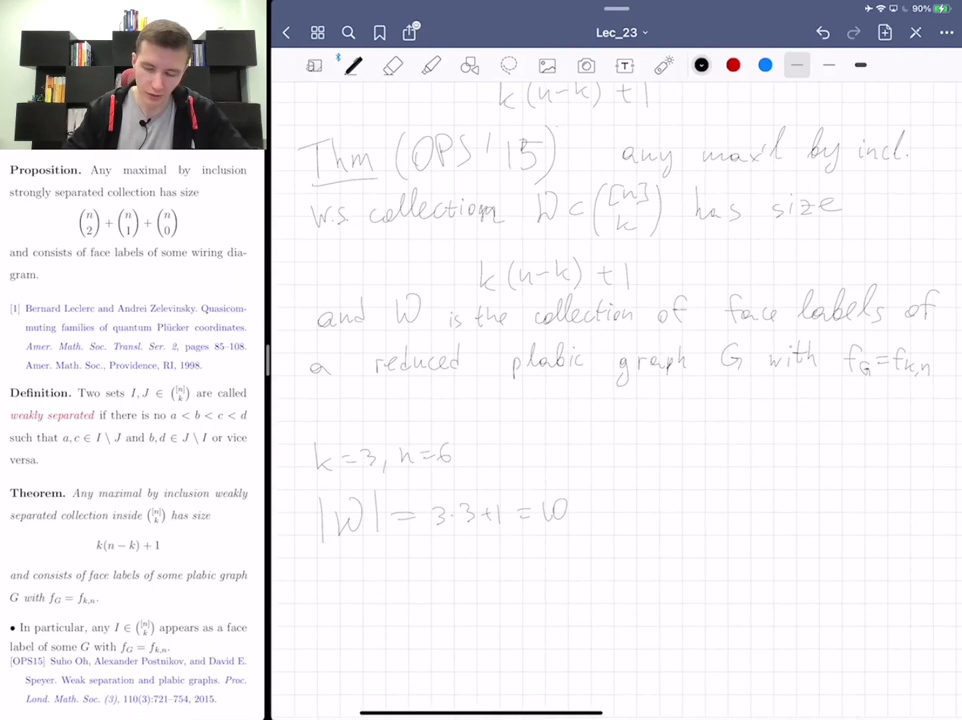 Lec_23
90%
k(n-k)+1
Thm (OPS'15) any max'l by incl.
w.s. collection W ⊂ ([n] k) has size
k(n-k)+1
and W is the collection of face labels of
a reduced plabic graph G with f_G=f_{k,n}
k=3, n=6
|W| = 3·3+1=10
Proposition. Any maximal by inclusion
strongly separated collection has size
(n 2) + (n 1) + (n 0)
and consists of face labels of some wiring dia-
gram.
[1] Bernard Leclerc and Andrei Zelevinsky. Quasicom-
muting families of quantum Plücker coordinates.
Amer. Math. Soc. Transl. Ser. 2, pages 85–108.
Amer. Math. Soc., Providence, RI, 1998.
Definition. Two sets I, J ∈ ([n] k) are called
weakly separated if there is no a < b < c < d
such that a, c ∈ I \ J and b, d ∈ J \ I or vice
versa.
Theorem. Any maximal by inclusion weakly
separated collection inside ([n] k) has size
k(n − k) + 1
and consists of face labels of some plabic graph
G with f_G = f_{k,n}.
• In particular, any I ∈ ([n] k) appears as a face
label of some G with f_G = f_{k,n}.
[OPS15] Suho Oh, Alexander Postnikov, and David E.
Speyer. Weak separation and plabic graphs. Proc.
Lond. Math. Soc. (3), 110(3):721–754, 2015.